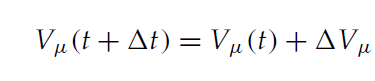 V_μ(t + Δt) = V_μ(t) + ΔV_μ